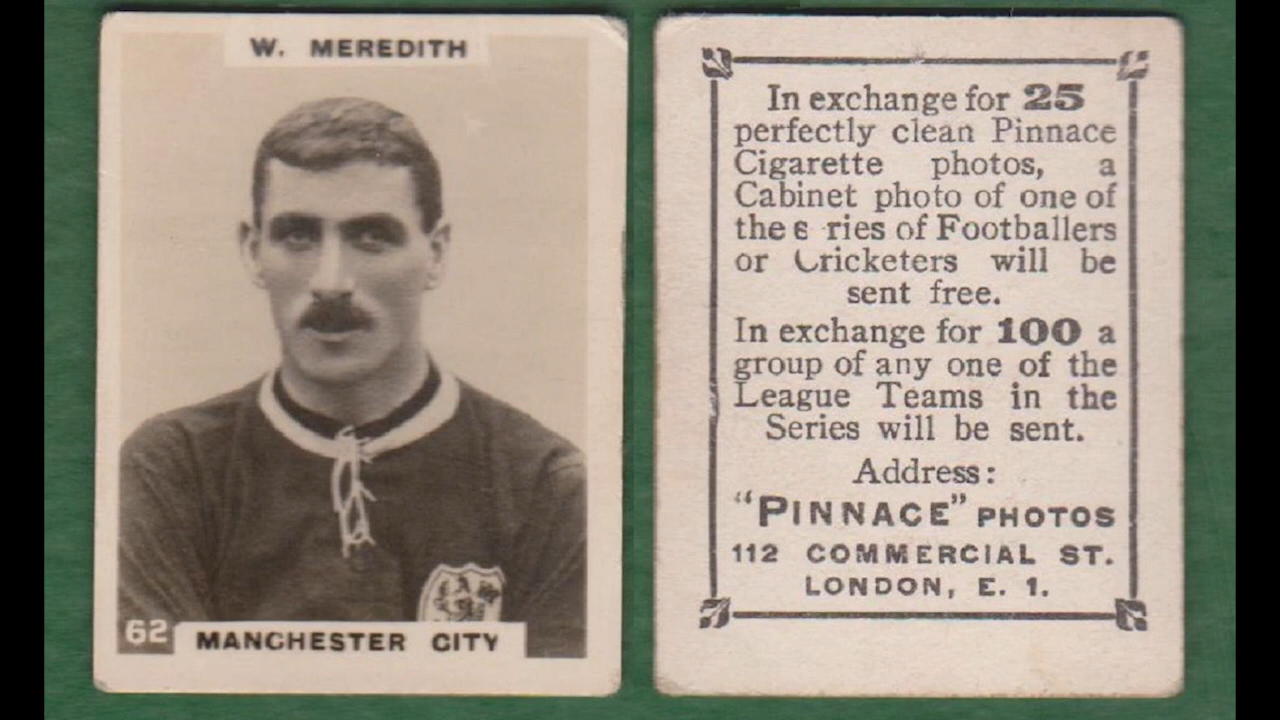 W. MEREDITH
62
MANCHESTER CITY
In exchange for 25
perfectly clean Pinnace
Cigarette photos, a
Cabinet photo of one of
the s ries of Footballers
or Cricketers will be
sent free.
In exchange for 100 a
group of any one of the
League Teams in the
Series will be sent.
Address:
"PINNACE" PHOTOS
112 COMMERCIAL ST.
LONDON, E. 1.